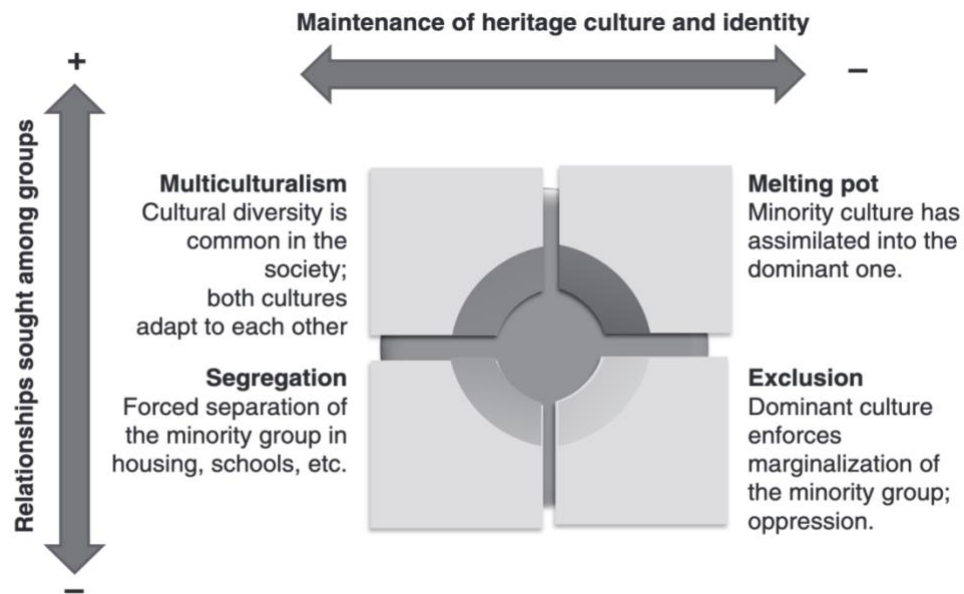 Maintenance of heritage culture and identity
+
–
Relationships sought among groups
Multiculturalism
Cultural diversity is
common in the
society;
both cultures
adapt to each other
Melting pot
Minority culture has
assimilated into the
dominant one.
Segregation
Forced separation of
the minority group in
housing, schools, etc.
Exclusion
Dominant culture
enforces
marginalization of
the minority group;
oppression.
–